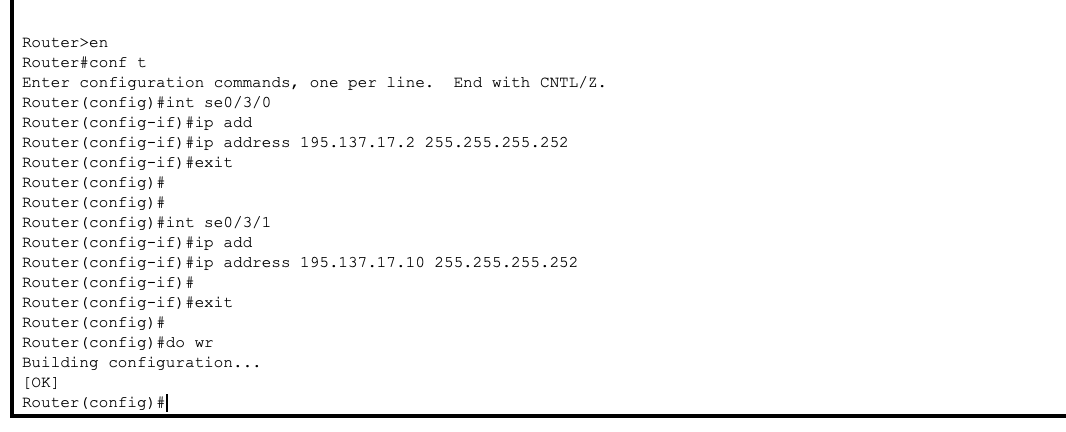 Router>en
Router#conf t
Enter configuration commands, one per line.  End with CNTL/Z.
Router(config)#int se0/3/0
Router(config-if)#ip add
Router(config-if)#ip address 195.137.17.2 255.255.255.252
Router(config-if)#exit
Router(config)#
Router(config)#
Router(config)#int se0/3/1
Router(config-if)#ip add
Router(config-if)#ip address 195.137.17.10 255.255.255.252
Router(config-if)#
Router(config-if)#exit
Router(config)#
Router(config)#do wr
Building configuration...
[OK]
Router(config)#